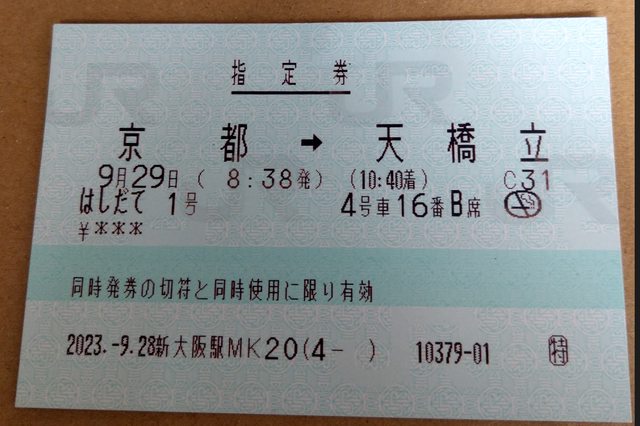 指定券
京都 → 天橋立
9月29日 ( 8:38発) (10:40着) C31
はしだて 1号 4号車16番B席
¥***
同時発券の切符と同時使用に限り有効
2023.-9.28新大阪駅MK20(4- ) 10379-01 特